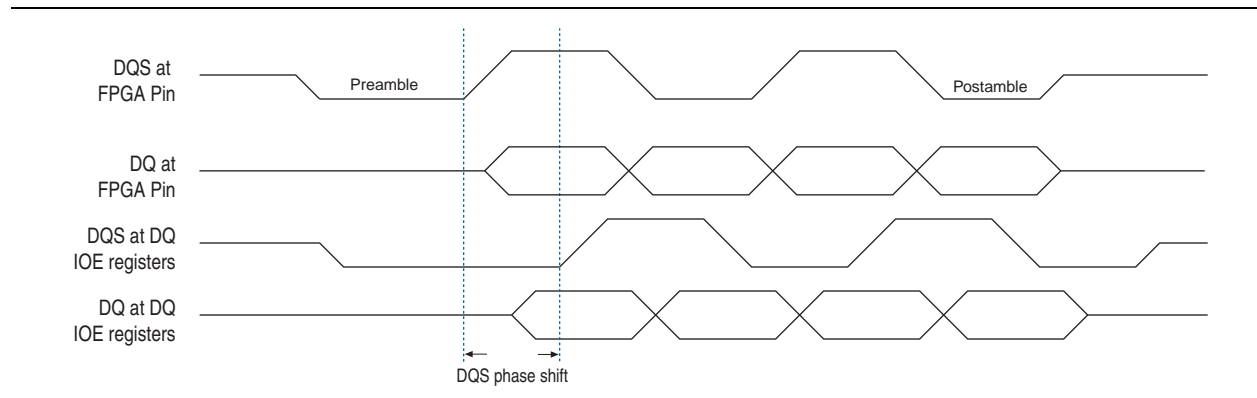 DQS at
FPGA Pin
Preamble
Postamble
DQ at
FPGA Pin
DQS at DQ
IOE registers
DQ at DQ
IOE registers
DQS phase shift